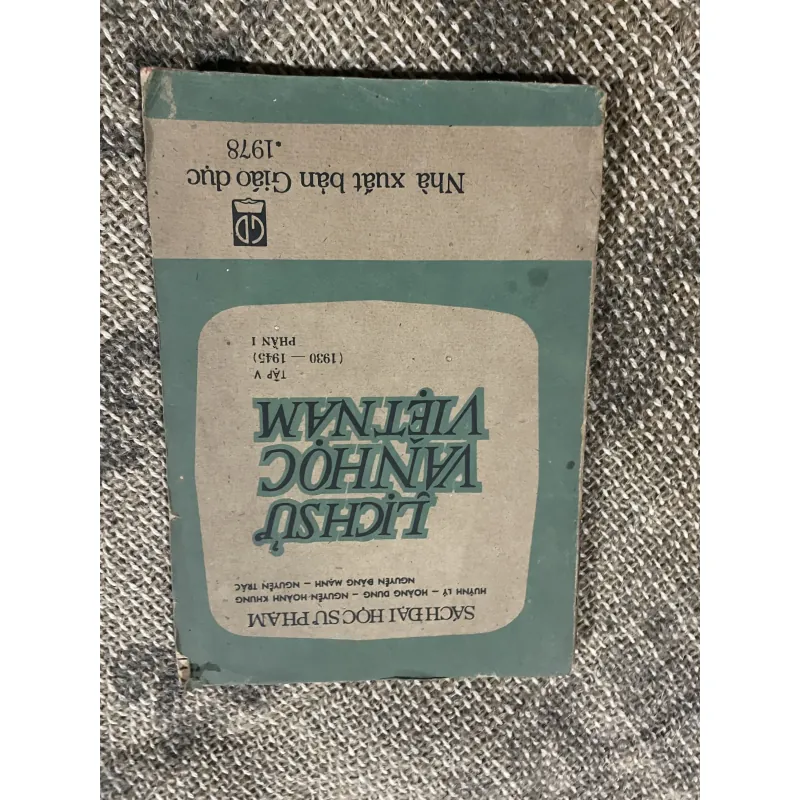 SÁCH ĐẠI HỌC SƯ PHẠM
HUỲNH LÝ – HOÀNG DUNG – NGUYỄN HOÀNH KHUNG
NGUYỄN ĐĂNG MẠNH – NGUYỄN TRÁC
LỊCH SỬ
VĂN HỌC
VIỆT NAM
TẬP V
(1930 — 1945)
PHẦN I
GD
Nhà xuất bản Giáo dục
.1978